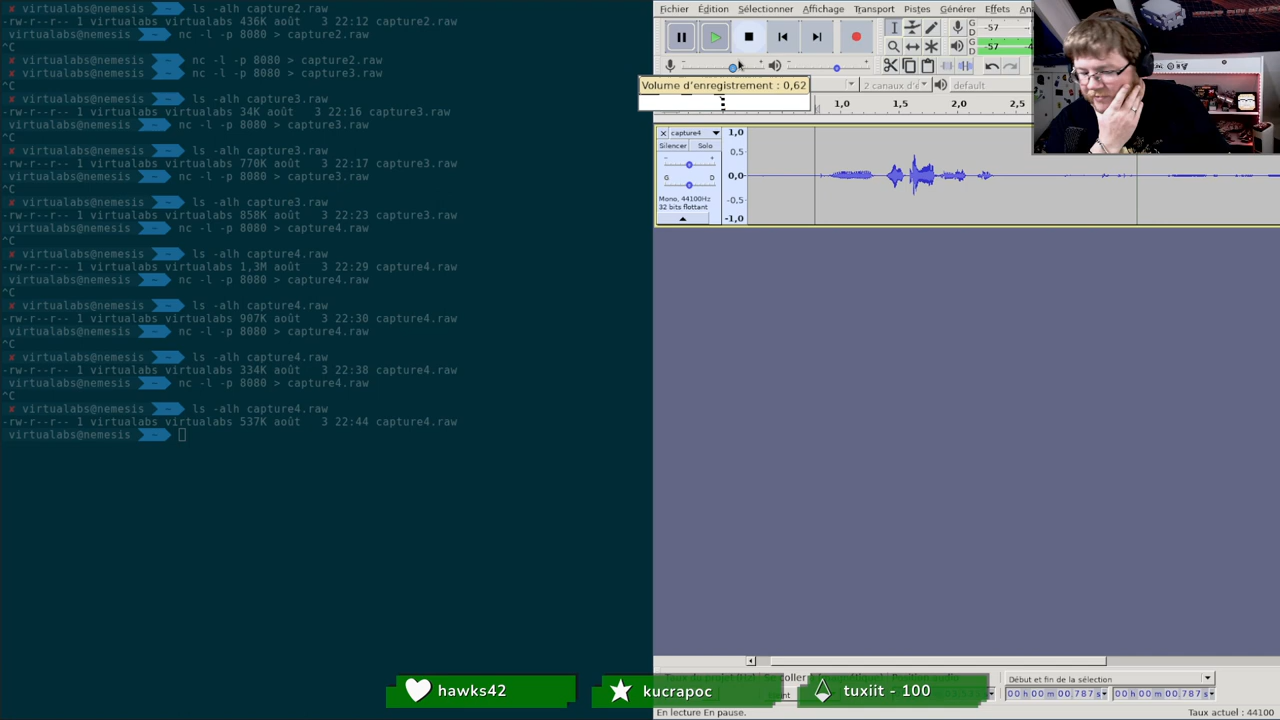 ✘ virtualabs@nemesis ~ ls -alh capture2.raw
-rw-r--r-- 1 virtualabs virtualabs 436K août   3 22:12 capture2.raw
virtualabs@nemesis ~ nc -l -p 8080 > capture2.raw
^C
✘ virtualabs@nemesis ~ nc -l -p 8080 > capture2.raw
✘ virtualabs@nemesis ~ nc -l -p 8080 > capture3.raw
^C
✘ virtualabs@nemesis ~ ls -alh capture3.raw
-rw-r--r-- 1 virtualabs virtualabs 34K août   3 22:16 capture3.raw
virtualabs@nemesis ~ nc -l -p 8080 > capture3.raw
^C
✘ virtualabs@nemesis ~ ls -alh capture3.raw
-rw-r--r-- 1 virtualabs virtualabs 770K août   3 22:17 capture3.raw
virtualabs@nemesis ~ nc -l -p 8080 > capture3.raw
^C
✘ virtualabs@nemesis ~ ls -alh capture3.raw
-rw-r--r-- 1 virtualabs virtualabs 858K août   3 22:23 capture3.raw
virtualabs@nemesis ~ nc -l -p 8080 > capture4.raw
^C
✘ virtualabs@nemesis ~ ls -alh capture4.raw
-rw-r--r-- 1 virtualabs virtualabs 1,3M août   3 22:29 capture4.raw
virtualabs@nemesis ~ nc -l -p 8080 > capture4.raw
^C
✘ virtualabs@nemesis ~ ls -alh capture4.raw
-rw-r--r-- 1 virtualabs virtualabs 907K août   3 22:30 capture4.raw
virtualabs@nemesis ~ nc -l -p 8080 > capture4.raw
^C
✘ virtualabs@nemesis ~ ls -alh capture4.raw
-rw-r--r-- 1 virtualabs virtualabs 334K août   3 22:38 capture4.raw
virtualabs@nemesis ~ nc -l -p 8080 > capture4.raw
^C
✘ virtualabs@nemesis ~ ls -alh capture4.raw
-rw-r--r-- 1 virtualabs virtualabs 537K août   3 22:44 capture4.raw
virtualabs@nemesis ~
Fichier Édition Sélectionner Affichage Transport Pistes Générer Effets
G D -57
G D -57
Volume d'enregistrement : 0,62
2 canaux default
1,0 1,5 2,0 2,5
capture4
Silencer Solo
- +
G D
Mono, 44100Hz
32 bits flottant
1,0
0,5
0,0
-0,5
-1,0
Début et fin de la sélection
00 h 00 m 00,787 s 00 h 00 m 00,787 s
En lecture En pause. Taux actuel : 44100
hawks42
kucrapoc
tuxiit - 100